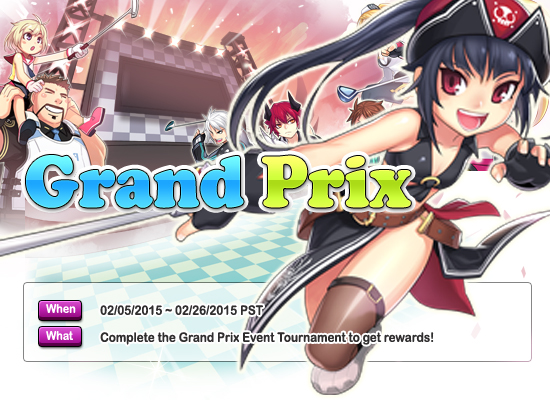 Grand Prix
When 02/05/2015 ~ 02/26/2015 PST
What Complete the Grand Prix Event Tournament to get rewards!